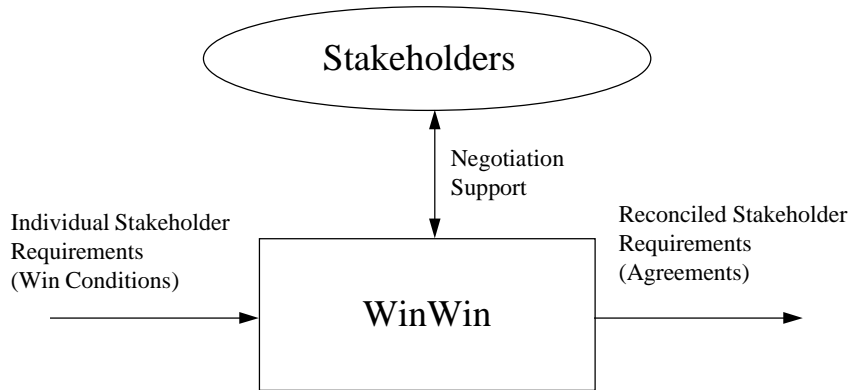 Stakeholders
Negotiation
Support
Individual Stakeholder
Requirements
(Win Conditions)
WinWin
Reconciled Stakeholder
Requirements
(Agreements)